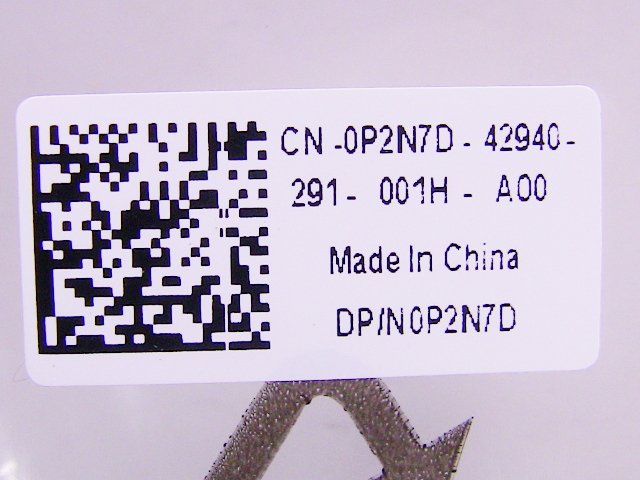 CN -0P2N7D - 42940-
291- 001H - A00
Made In China
DP/N0P2N7D